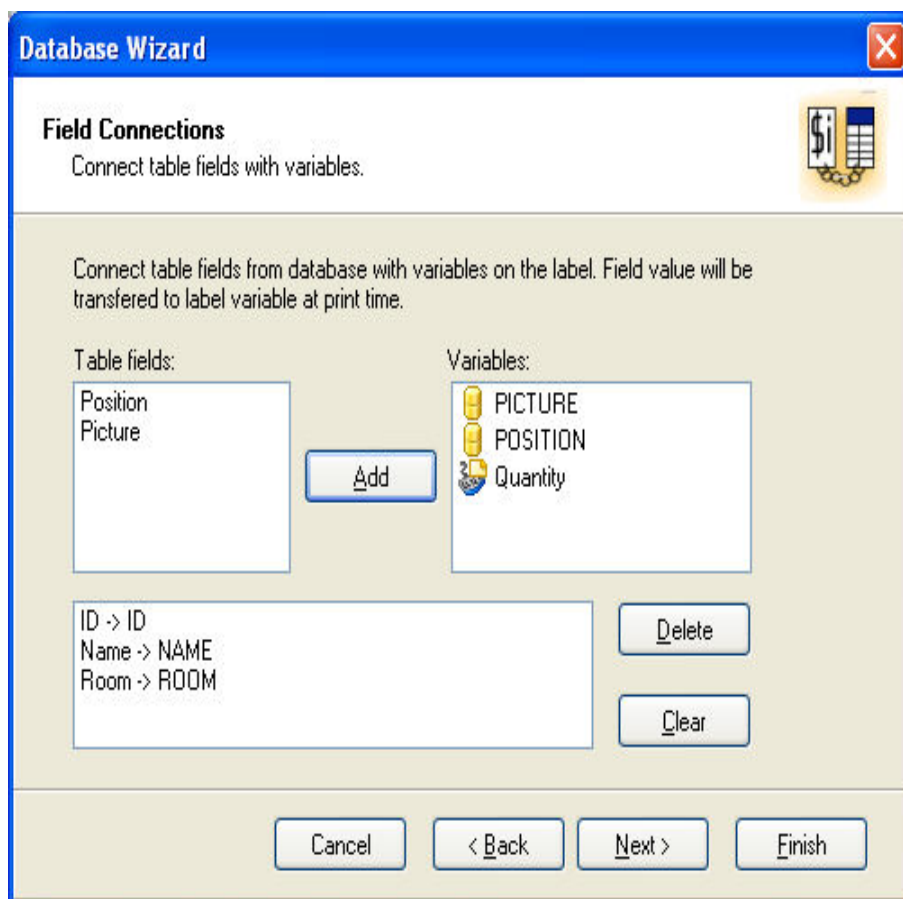 Database Wizard
Field Connections
Connect table fields with variables.
$i
Connect table fields from database with variables on the label. Field value will be
transfered to label variable at print time.
Table fields:
Variables:
Position
Picture
Add
PICTURE
POSITION
Quantity
ID -> ID
Name -> NAME
Room -> ROOM
Delete
Clear
Cancel
< Back
Next >
Finish